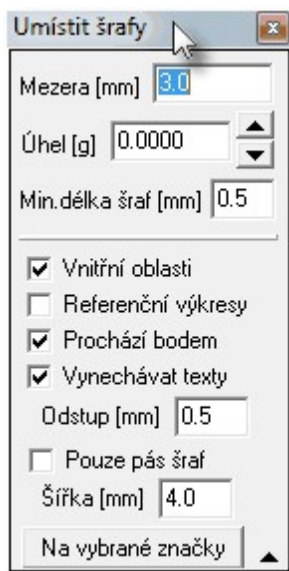 Umístit šrafy
Mezera [mm] 3.0
Úhel [g] 0.0000
Min.délka šraf [mm] 0.5
Vnitřní oblasti
Referenční výkresy
Prochází bodem
Vynechávat texty
Odstup [mm] 0.5
Pouze pás šraf
Šířka [mm] 4.0
Na vybrané značky